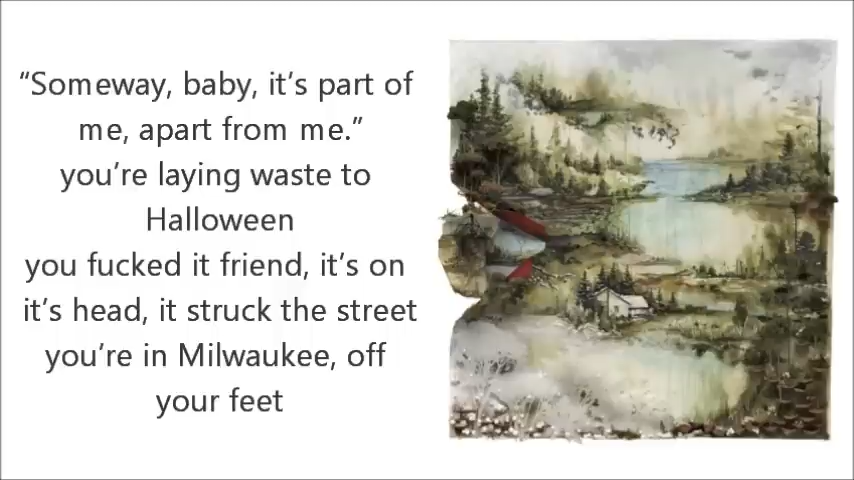 “Someway, baby, it’s part of
me, apart from me.”
you’re laying waste to
Halloween
you fucked it friend, it’s on
it’s head, it struck the street
you’re in Milwaukee, off
your feet